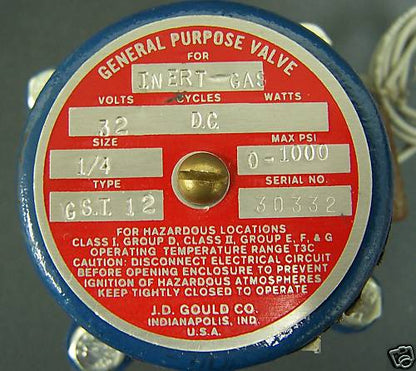 GENERAL PURPOSE VALVE
FOR
INERT-GAS
VOLTS CYCLES WATTS
32 D.C.
SIZE MAX PSI
1/4 0-1000
TYPE SERIAL NO.
GS.I 12 30332
FOR HAZARDOUS LOCATIONS
CLASS I, GROUP D, CLASS II, GROUP E, F, & G
OPERATING TEMPERATURE RANGE T3C
CAUTION: DISCONNECT ELECTRICAL CIRCUIT
BEFORE OPENING ENCLOSURE TO PREVENT
IGNITION OF HAZARDOUS ATMOSPHERES
KEEP TIGHTLY CLOSED TO OPERATE
J.D. GOULD CO.
INDIANAPOLIS, IND.
U.S.A.